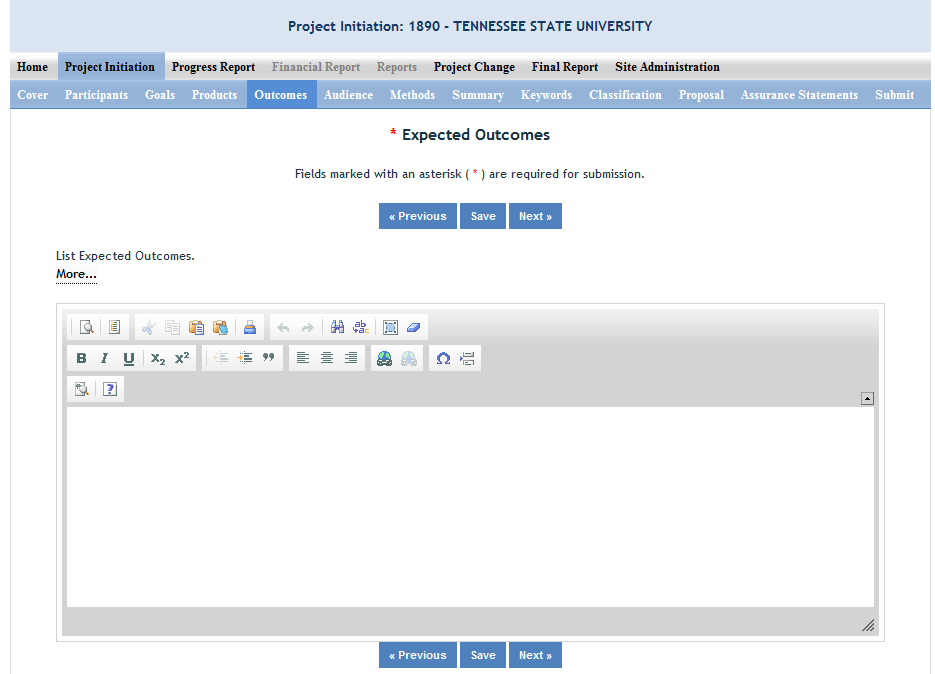 Project Initiation: 1890 - TENNESSEE STATE UNIVERSITY
Home Project Initiation Progress Report Financial Report Reports Project Change Final Report Site Administration
Cover Participants Goals Products Outcomes Audience Methods Summary Keywords Classification Proposal Assurance Statements Submit
* Expected Outcomes
Fields marked with an asterisk ( * ) are required for submission.
« Previous Save Next »
List Expected Outcomes.
More...
B I U X₂ X²
« Previous Save Next »